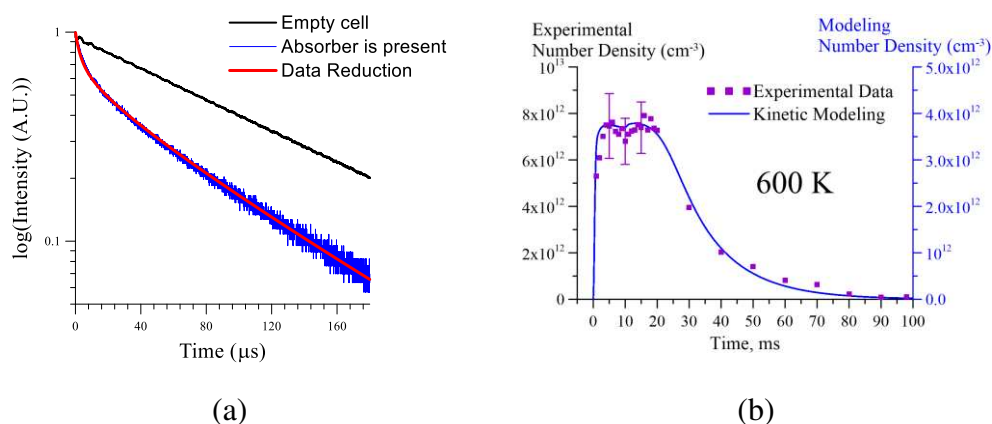 Empty cell
Absorber is present
Data Reduction
log(Intensity (A.U.))
1
0.1
0
40
80
120
160
Time (μs)
(a)
Experimental
Number Density (cm-3)
Modeling
Number Density (cm-3)
10¹³
8x10¹²
6x10¹²
4x10¹²
2x10¹²
0
5.0x10¹²
4.0x10¹²
3.0x10¹²
2.0x10¹²
10¹²
0.0
Experimental Data
Kinetic Modeling
600 K
0 10 20 30 40 50 60 70 80 90 100
Time, ms
(b)